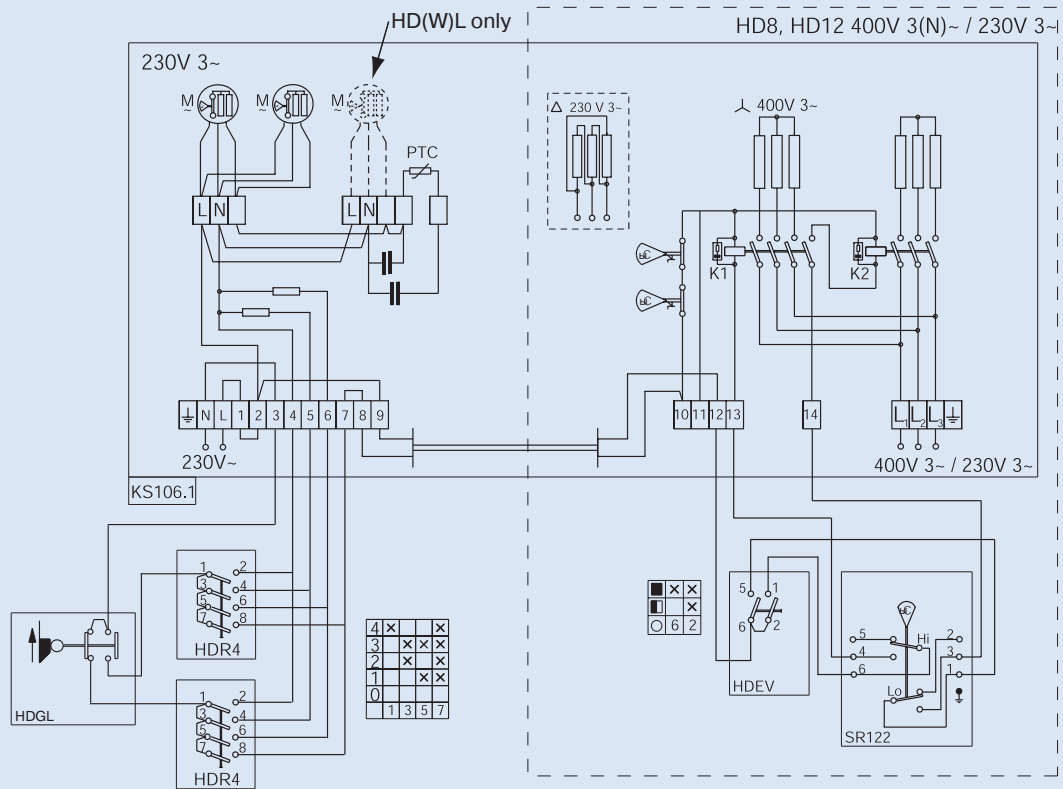 HD(W)L only
HD8, HD12 400V 3(N)~ / 230V 3~
230V 3~
M ~
M ~
M ~
PTC
△ 230 V 3~
400V 3~
L N
L N
K1
K2
N L 1 2 3 4 5 6 7 8 9
10 11 12 13
14
L1 L2 L3
230V~
400V 3~ / 230V 3~
KS106.1
1 2
3 4
5 6
7 8
HDR4
HDGL
1 2
3 4
5 6
7 8
HDR4
4 ×
3 × × ×
2 × ×
1 × ×
0
1 3 5 7
× ×
×
6 2
5 1
6 2
HDEV
5 Hi 2
4 3
6 1
Lo
SR122